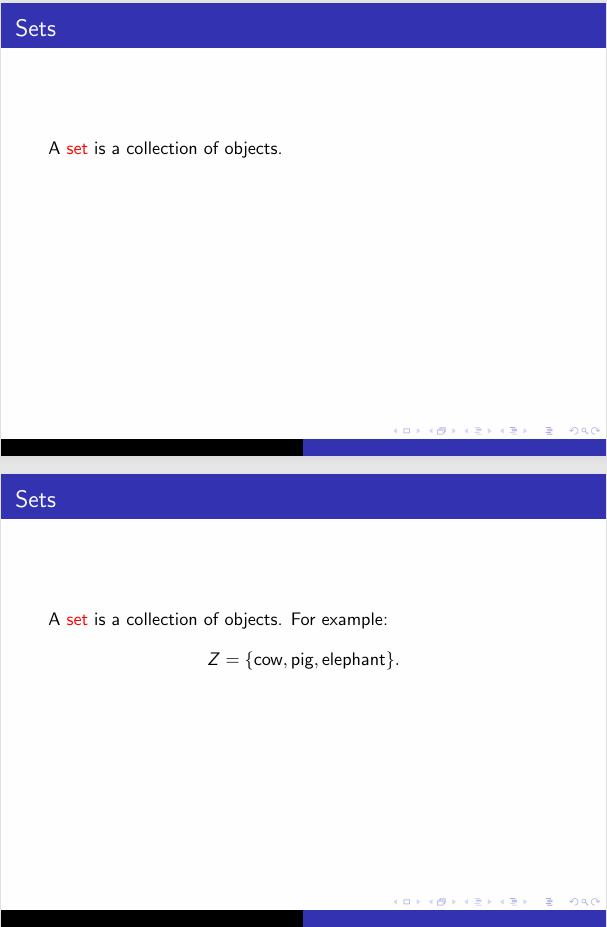 Sets
A set is a collection of objects.
Sets
A set is a collection of objects. For example:
Z = {cow, pig, elephant}.